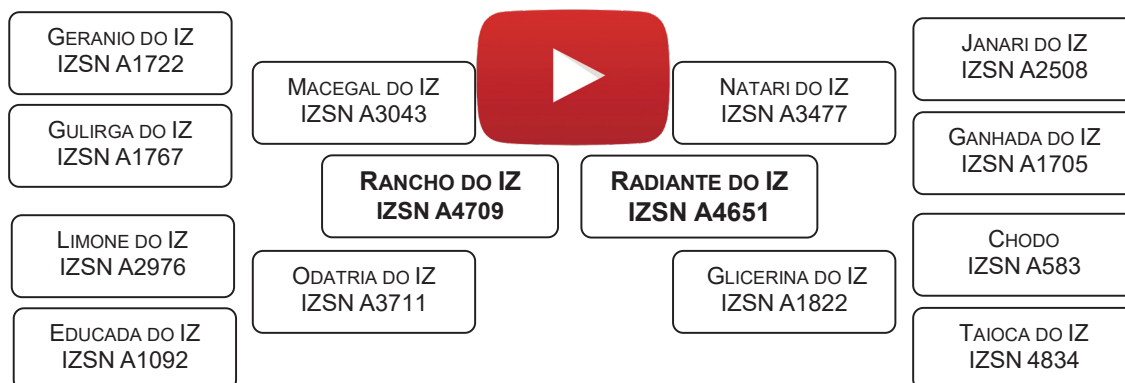 GERANIO DO IZ
IZSN A1722
GULIRGA DO IZ
IZSN A1767
LIMONE DO IZ
IZSN A2976
EDUCADA DO IZ
IZSN A1092
MACEGAL DO IZ
IZSN A3043
ODATRIA DO IZ
IZSN A3711
RANCHO DO IZ
IZSN A4709
RADIANTE DO IZ
IZSN A4651
NATARI DO IZ
IZSN A3477
GLICERINA DO IZ
IZSN A1822
JANARI DO IZ
IZSN A2508
GANHADA DO IZ
IZSN A1705
CHODO
IZSN A583
TAIOCA DO IZ
IZSN 4834